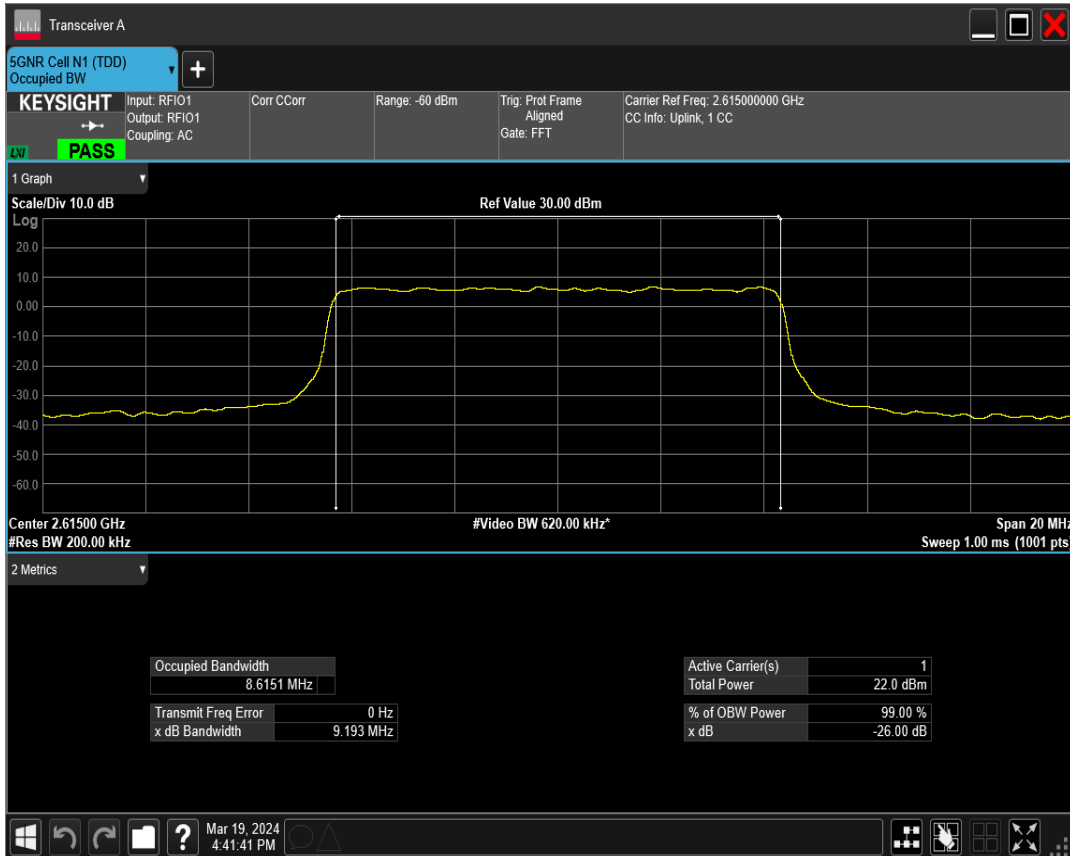 Transceiver A
5GNR Cell N1 (TDD)
Occupied BW
KEYSIGHT
LXI
PASS
Input: RFIO1
Output: RFIO1
Coupling: AC
Corr CCorr
Range: -60 dBm
Trig: Prot Frame
Aligned
Gate: FFT
Carrier Ref Freq: 2.615000000 GHz
CC Info: Uplink, 1 CC
1 Graph
Scale/Div 10.0 dB
Ref Value 30.00 dBm
Log
20.0
10.0
0.00
-10.0
-20.0
-30.0
-40.0
-50.0
-60.0
Center 2.61500 GHz
#Video BW 620.00 kHz*
Span 20 MHz
#Res BW 200.00 kHz
Sweep 1.00 ms (1001 pts)
2 Metrics
Occupied Bandwidth
8.6151 MHz
Transmit Freq Error 0 Hz
x dB Bandwidth 9.193 MHz
Active Carrier(s) 1
Total Power 22.0 dBm
% of OBW Power 99.00 %
x dB -26.00 dB
?
Mar 19, 2024
4:41:41 PM